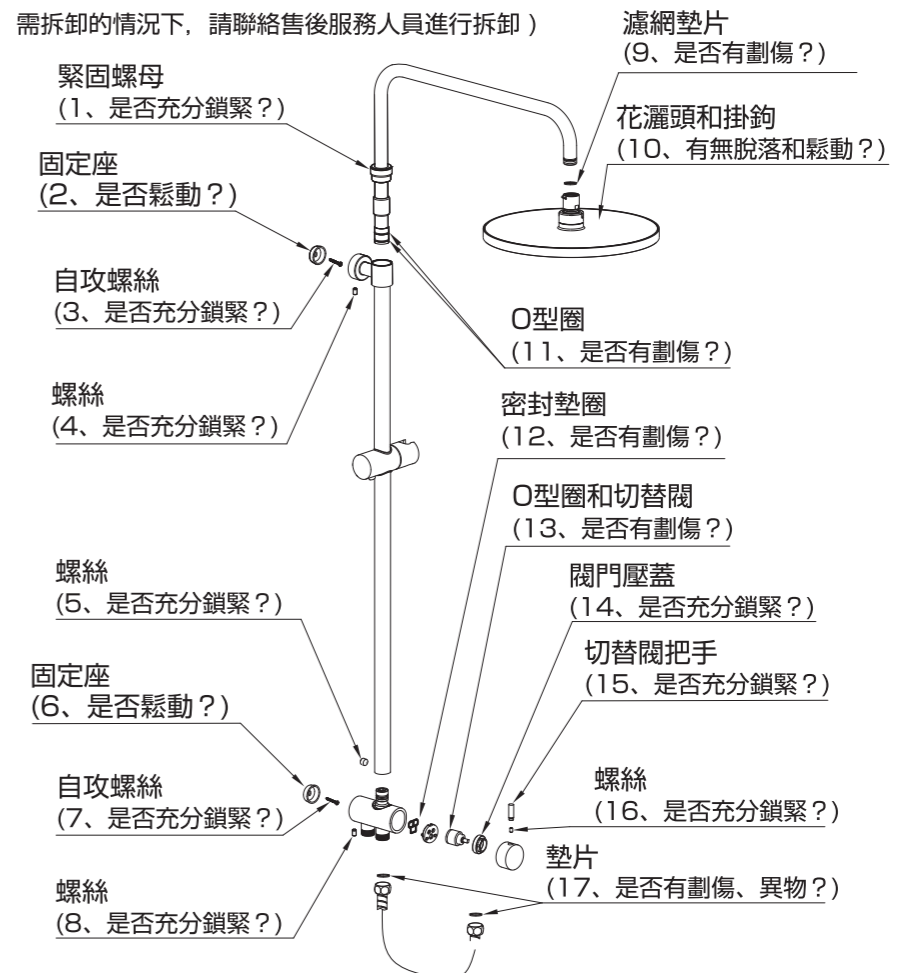 需拆卸的情況下，請聯絡售後服務人員進行拆卸 )
緊固螺母
(1、是否充分鎖緊？)
固定座
(2、是否鬆動？)
自攻螺絲
(3、是否充分鎖緊？)
螺絲
(4、是否充分鎖緊？)
螺絲
(5、是否充分鎖緊？)
固定座
(6、是否鬆動？)
自攻螺絲
(7、是否充分鎖緊？)
螺絲
(8、是否充分鎖緊？)
濾網墊片
(9、是否有劃傷？)
花灑頭和掛鉤
(10、有無脫落和鬆動？)
O型圈
(11、是否有劃傷？)
密封墊圈
(12、是否有劃傷？)
O型圈和切替閥
(13、是否有劃傷？)
閥門壓蓋
(14、是否充分鎖緊？)
切替閥把手
(15、是否充分鎖緊？)
螺絲
(16、是否充分鎖緊？)
墊片
(17、是否有劃傷、異物？)